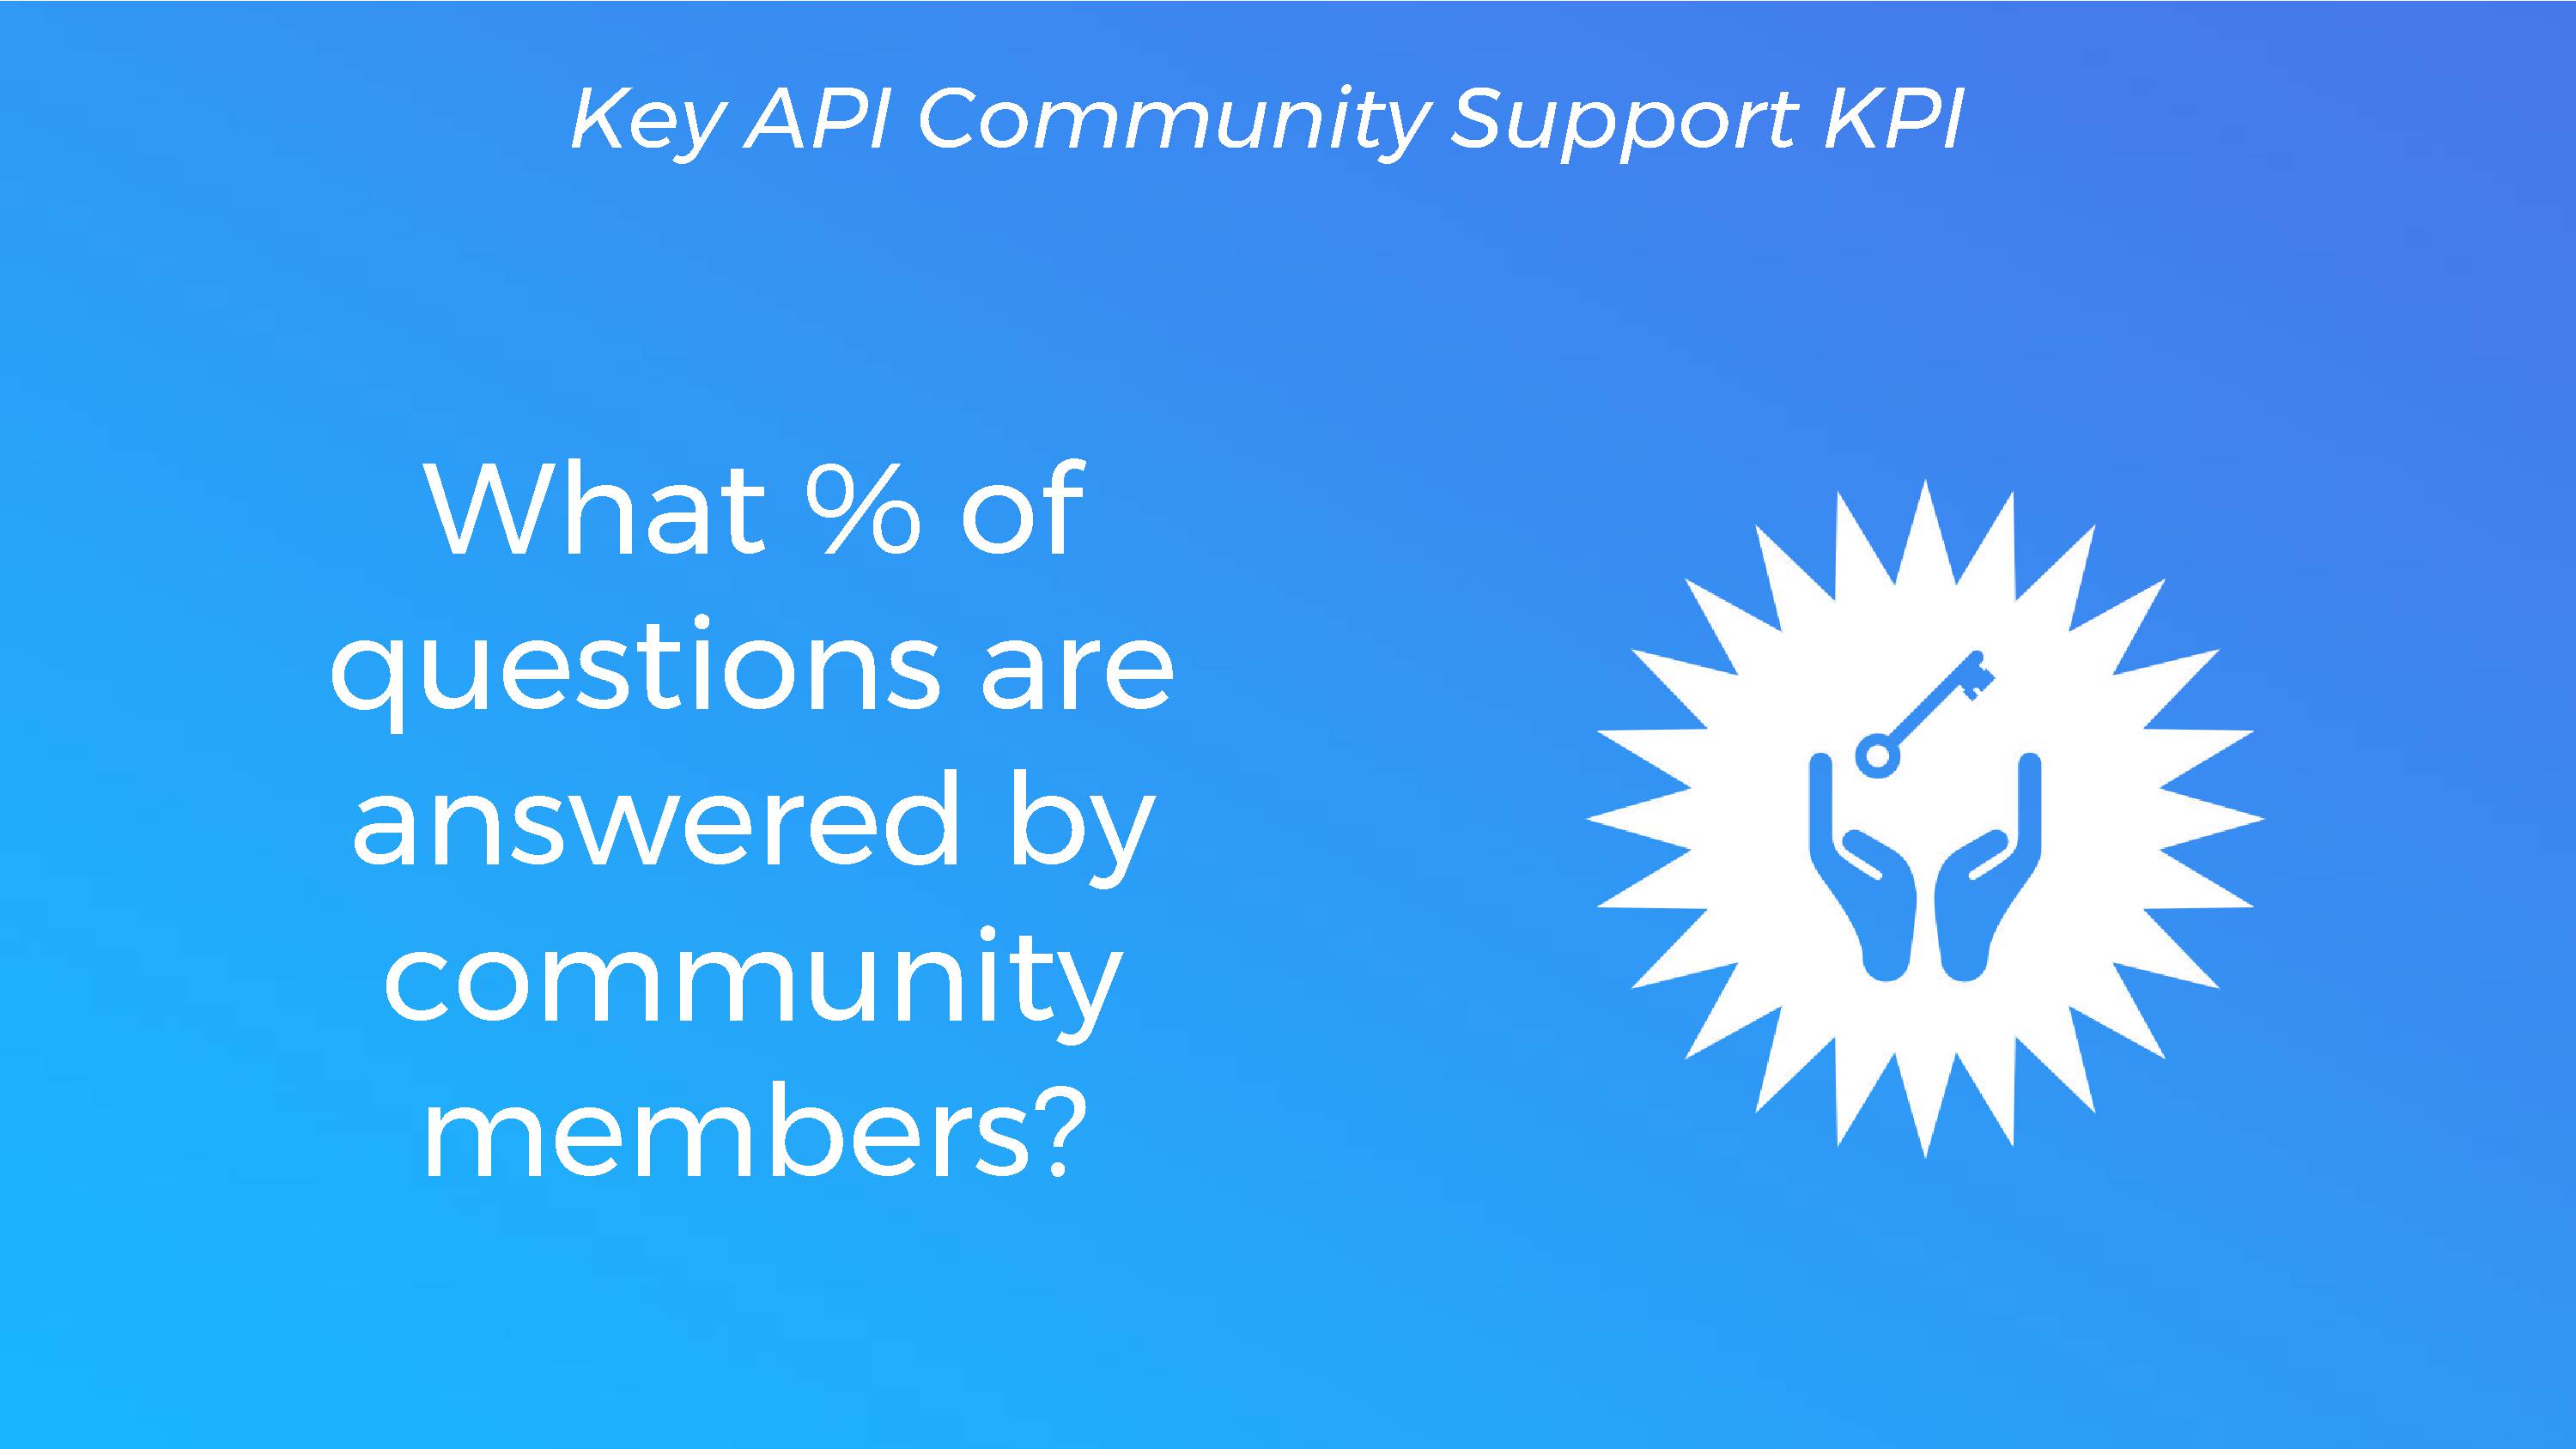 Key API Community Support KPI
What % of
questions are
answered by
community
members?